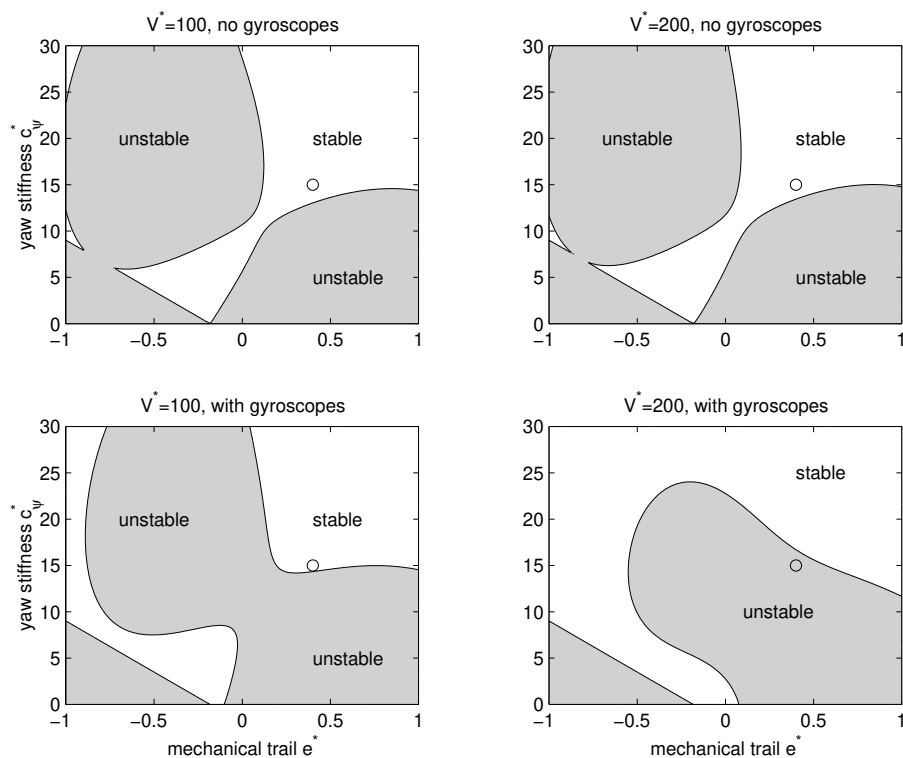 V*=100, no gyroscopes
30
25
20
15
10
5
0
yaw stiffness c*ψ
unstable
stable
unstable
−1
−0.5
0
0.5
1
V*=200, no gyroscopes
30
25
20
15
10
5
0
unstable
stable
unstable
−1
−0.5
0
0.5
1
V*=100, with gyroscopes
30
25
20
15
10
5
0
yaw stiffness c*ψ
unstable
stable
unstable
−1
−0.5
0
0.5
1
mechanical trail e*
V*=200, with gyroscopes
30
25
20
15
10
5
0
stable
unstable
−1
−0.5
0
0.5
1
mechanical trail e*